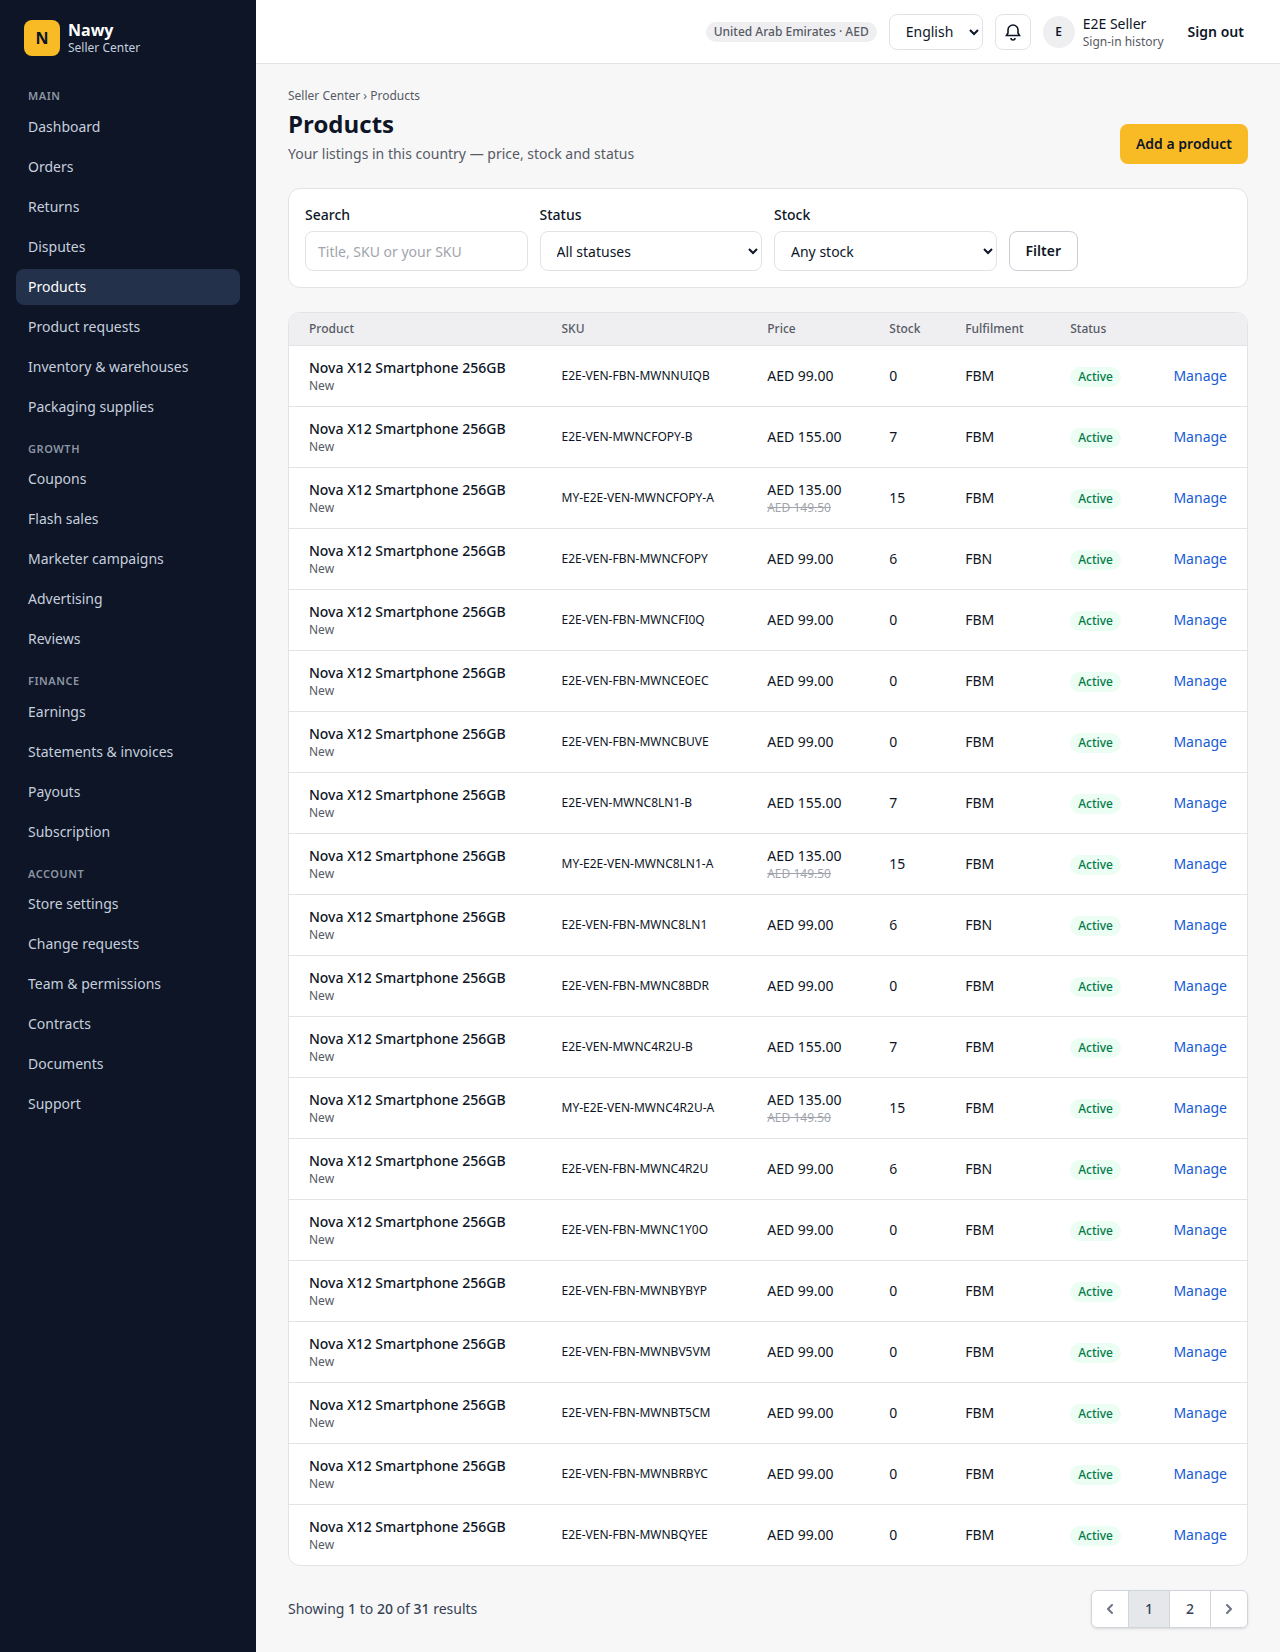 N
Nawy
Seller Center
MAIN
Dashboard
Orders
Returns
Disputes
Products
Product requests
Inventory & warehouses
Packaging supplies
GROWTH
Coupons
Flash sales
Marketer campaigns
Advertising
Reviews
FINANCE
Earnings
Statements & invoices
Payouts
Subscription
ACCOUNT
Store settings
Change requests
Team & permissions
Contracts
Documents
Support
United Arab Emirates · AED
English
E
E2E Seller
Sign-in history
Sign out
Seller Center › Products
Products
Your listings in this country — price, stock and status
Add a product
Search Status Stock
Title, SKU or your SKU All statuses Any stock Filter
Product SKU Price Stock Fulfilment Status
Nova X12 Smartphone 256GB
New
E2E-VEN-FBN-MWNNUIQB AED 99.00 0 FBM Active Manage
Nova X12 Smartphone 256GB
New
E2E-VEN-MWNCFOPY-B AED 155.00 7 FBM Active Manage
Nova X12 Smartphone 256GB
New
MY-E2E-VEN-MWNCFOPY-A AED 135.00
AED 149.50
15 FBM Active Manage
Nova X12 Smartphone 256GB
New
E2E-VEN-FBN-MWNCFOPY AED 99.00 6 FBN Active Manage
Nova X12 Smartphone 256GB
New
E2E-VEN-FBN-MWNCFI0Q AED 99.00 0 FBM Active Manage
Nova X12 Smartphone 256GB
New
E2E-VEN-FBN-MWNCEOEC AED 99.00 0 FBM Active Manage
Nova X12 Smartphone 256GB
New
E2E-VEN-FBN-MWNCBUVE AED 99.00 0 FBM Active Manage
Nova X12 Smartphone 256GB
New
E2E-VEN-MWNC8LN1-B AED 155.00 7 FBM Active Manage
Nova X12 Smartphone 256GB
New
MY-E2E-VEN-MWNC8LN1-A AED 135.00
AED 149.50
15 FBM Active Manage
Nova X12 Smartphone 256GB
New
E2E-VEN-FBN-MWNC8LN1 AED 99.00 6 FBN Active Manage
Nova X12 Smartphone 256GB
New
E2E-VEN-FBN-MWNC8BDR AED 99.00 0 FBM Active Manage
Nova X12 Smartphone 256GB
New
E2E-VEN-MWNC4R2U-B AED 155.00 7 FBM Active Manage
Nova X12 Smartphone 256GB
New
MY-E2E-VEN-MWNC4R2U-A AED 135.00
AED 149.50
15 FBM Active Manage
Nova X12 Smartphone 256GB
New
E2E-VEN-FBN-MWNC4R2U AED 99.00 6 FBN Active Manage
Nova X12 Smartphone 256GB
New
E2E-VEN-FBN-MWNC1Y0O AED 99.00 0 FBM Active Manage
Nova X12 Smartphone 256GB
New
E2E-VEN-FBN-MWNBYBYP AED 99.00 0 FBM Active Manage
Nova X12 Smartphone 256GB
New
E2E-VEN-FBN-MWNBV5VM AED 99.00 0 FBM Active Manage
Nova X12 Smartphone 256GB
New
E2E-VEN-FBN-MWNBT5CM AED 99.00 0 FBM Active Manage
Nova X12 Smartphone 256GB
New
E2E-VEN-FBN-MWNBRBYC AED 99.00 0 FBM Active Manage
Nova X12 Smartphone 256GB
New
E2E-VEN-FBN-MWNBQYEE AED 99.00 0 FBM Active Manage
Showing 1 to 20 of 31 results
1 2